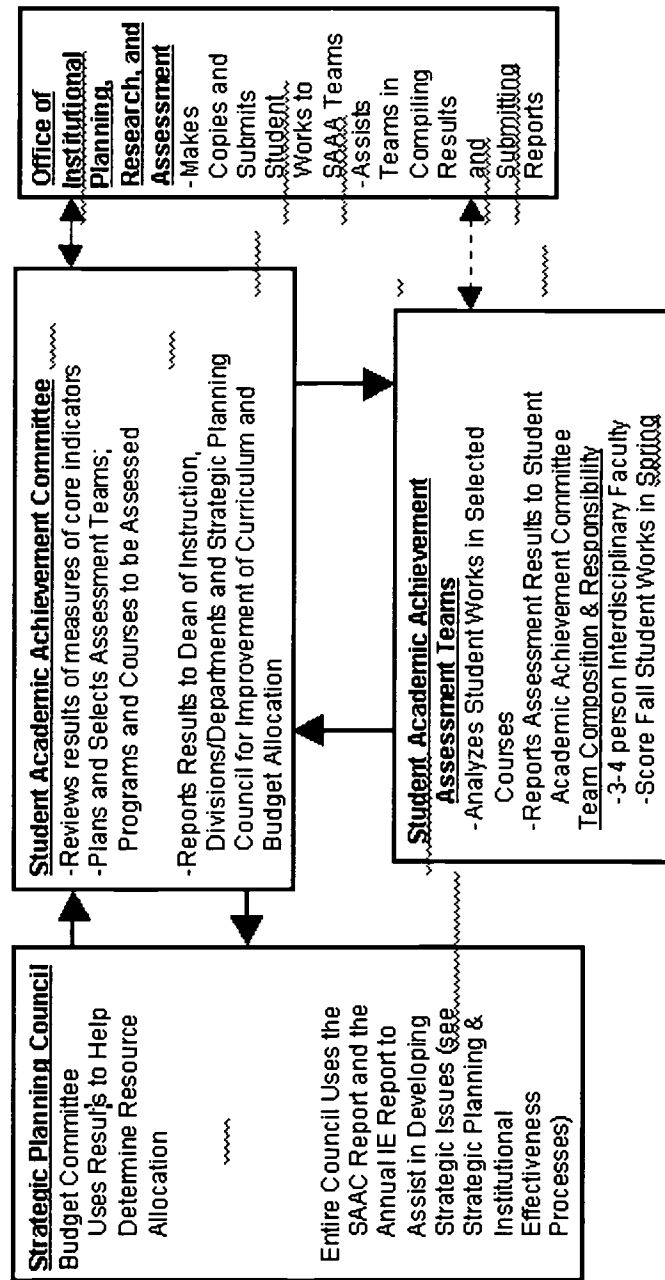 Strategic Planning Council
Budget Committee
Uses Results to Help
Determine Resource
Allocation
Entire Council Uses the
SAAC Report and the
Annual IE Report to
Assist in Developing
Strategic Issues (see
Strategic Planning &
Institutional
Effectiveness
Processes)
Student Academic Achievement Committee
-Reviews results of measures of core indicators
-Plans and Selects Assessment Teams;
Programs and Courses to be Assessed
-Reports Results to Dean of Instruction,
Divisions/Departments and Strategic Planning
Council for Improvement of Curriculum and
Budget Allocation
Student Academic Achievement
Assessment Teams
-Analyzes Student Works in Selected
Courses
-Reports Assessment Results to Student
Academic Achievement Committee
Team Composition & Responsibility
-3-4 person Interdisciplinary Faculty
-Score Fall Student Works in Spring
Office of
Institutional
Planning,
Research, and
Assessment
-Makes
Copies and
Submits
Student
Works to
SAAA Teams
-Assists
Teams in
Compiling
Results
and
Submitting
Reports